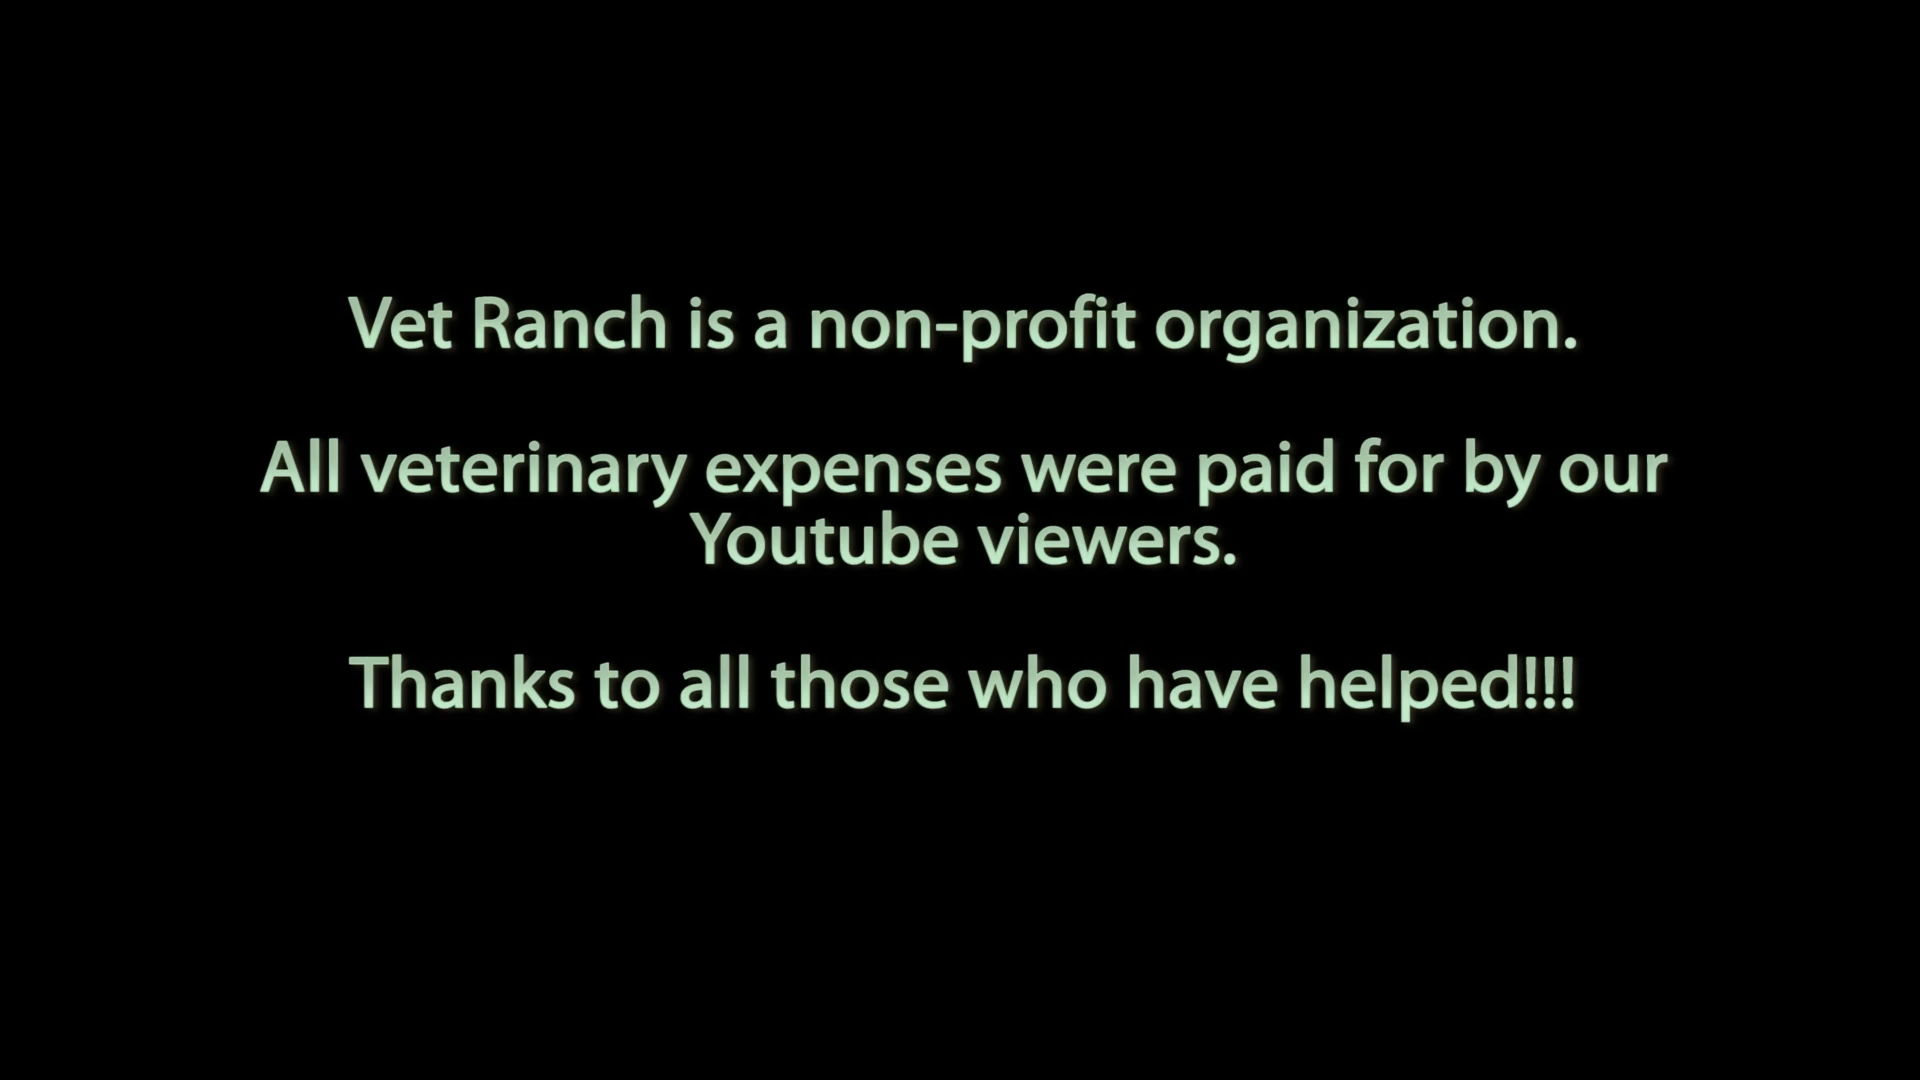 Vet Ranch is a non-profit organization.
All veterinary expenses were paid for by our
Youtube viewers.
Thanks to all those who have helped!!!